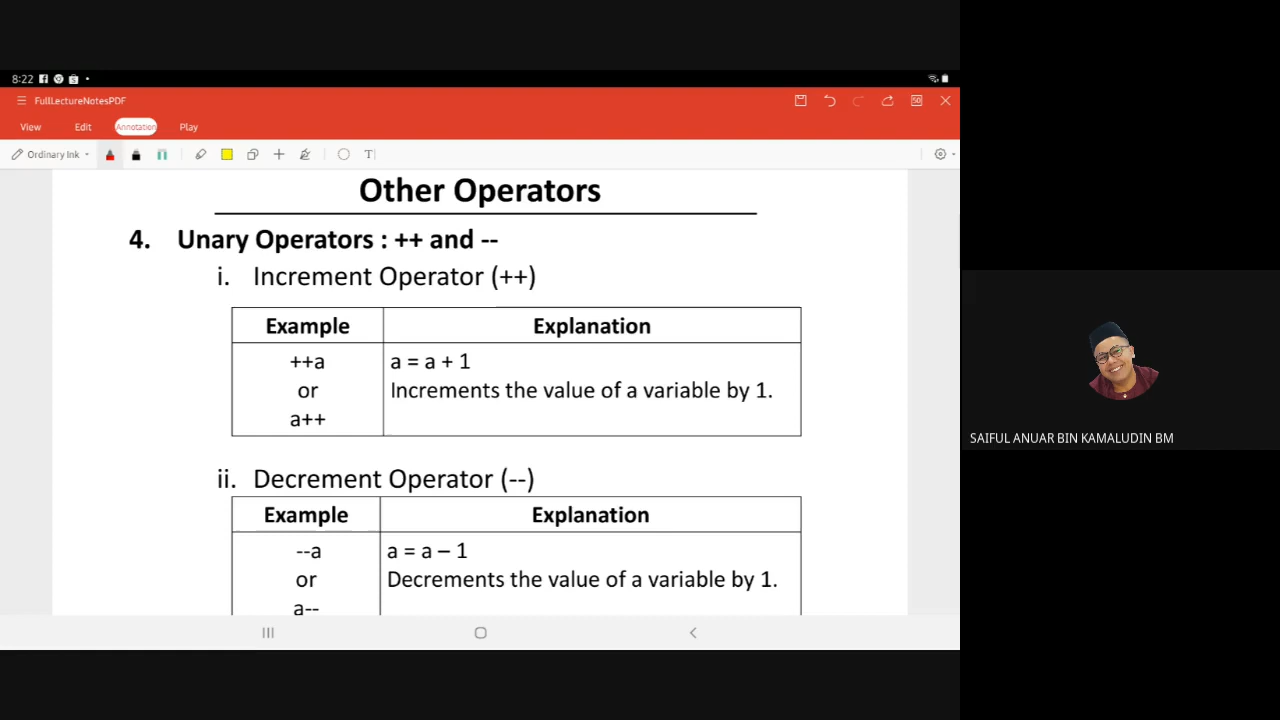 8:22
FullLectureNotesPDF
50
View Edit Annotation Play
Ordinary Ink
T
Other Operators
4. Unary Operators : ++ and --
i. Increment Operator (++)
Example Explanation
++a a = a + 1
or Increments the value of a variable by 1.
a++
ii. Decrement Operator (--)
Example Explanation
--a a = a – 1
or Decrements the value of a variable by 1.
a--
SAIFUL ANUAR BIN KAMALUDIN BM